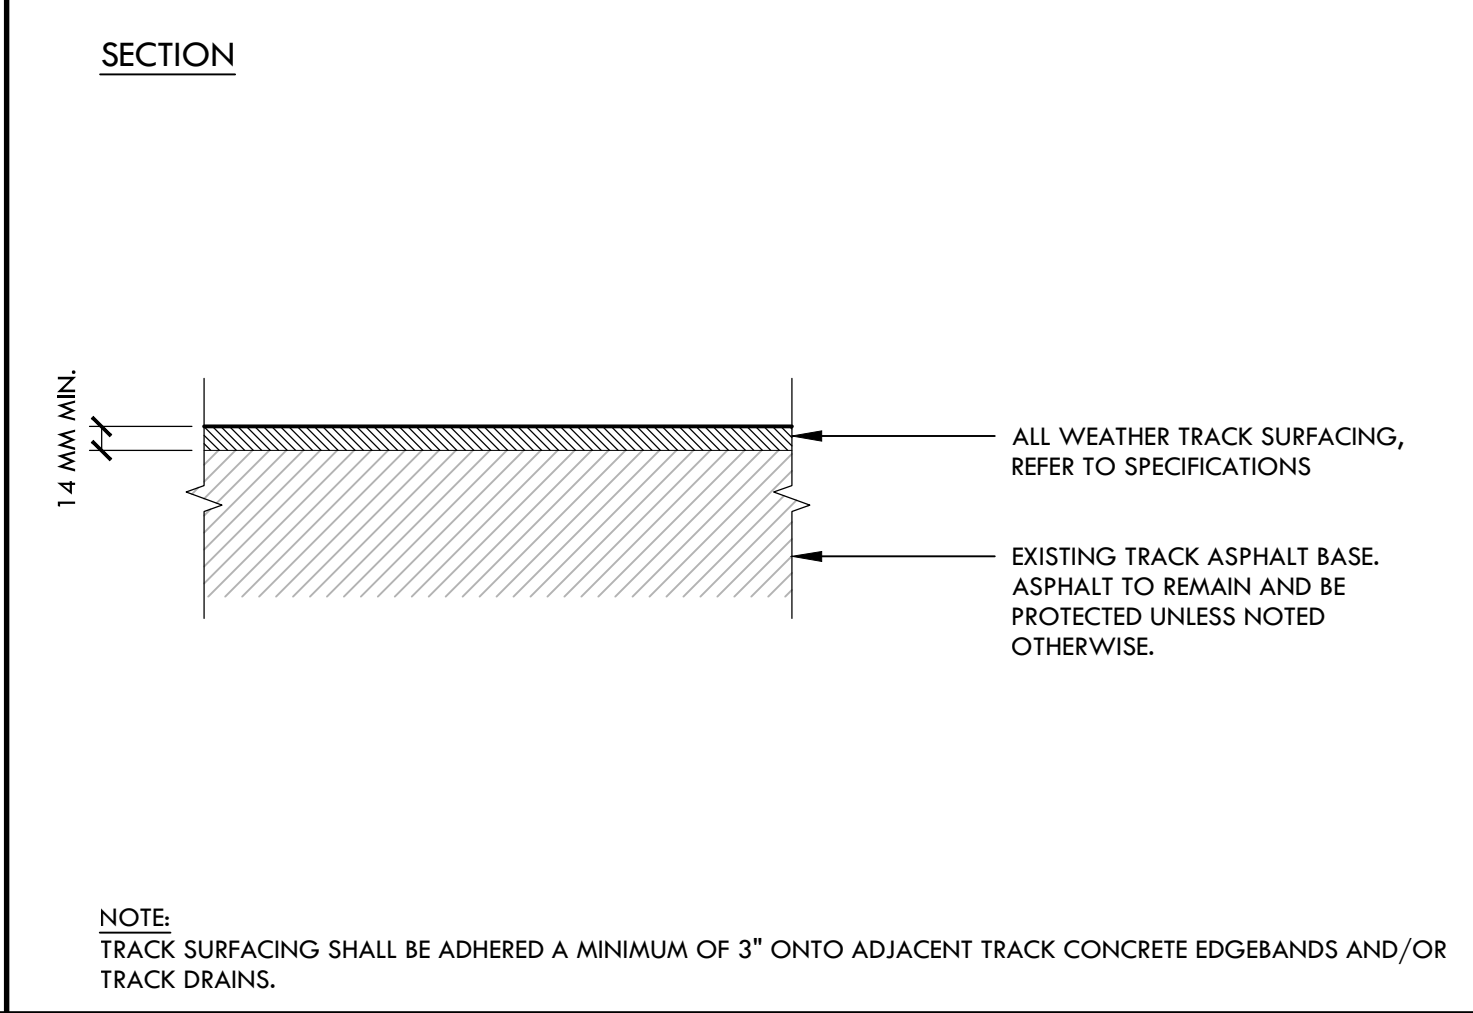 SECTION
14 MM MIN.
ALL WEATHER TRACK SURFACING,
REFER TO SPECIFICATIONS
EXISTING TRACK ASPHALT BASE.
ASPHALT TO REMAIN AND BE
PROTECTED UNLESS NOTED
OTHERWISE.
NOTE:
TRACK SURFACING SHALL BE ADHERED A MINIMUM OF 3" ONTO ADJACENT TRACK CONCRETE EDGEBANDS AND/OR
TRACK DRAINS.